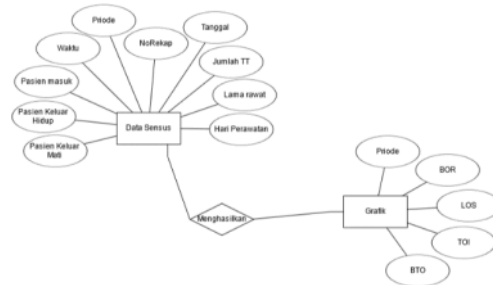 Priode
Tanggal
NoRekap
Waktu
Jumlah TT
Pasien masuk
Lama rawat
Pasien Keluar
Hidup
Data Sensus
Hari Perawatan
Pasien Keluar
Mati
Priode
BOR
LOS
Menghasilkan
Grafik
TOI
BTO